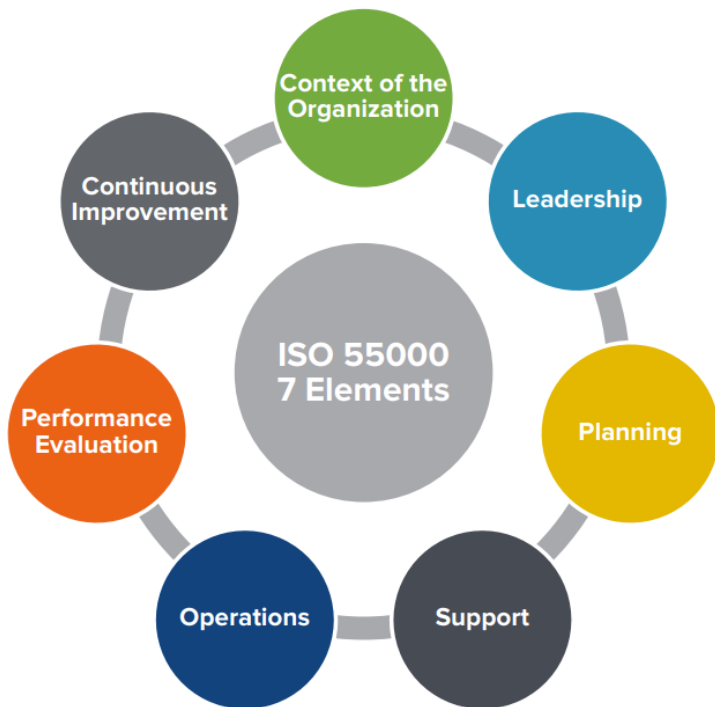 Context of the
Organization
Leadership
Planning
Support
Operations
Performance
Evaluation
Continuous
Improvement
ISO 55000
7 Elements